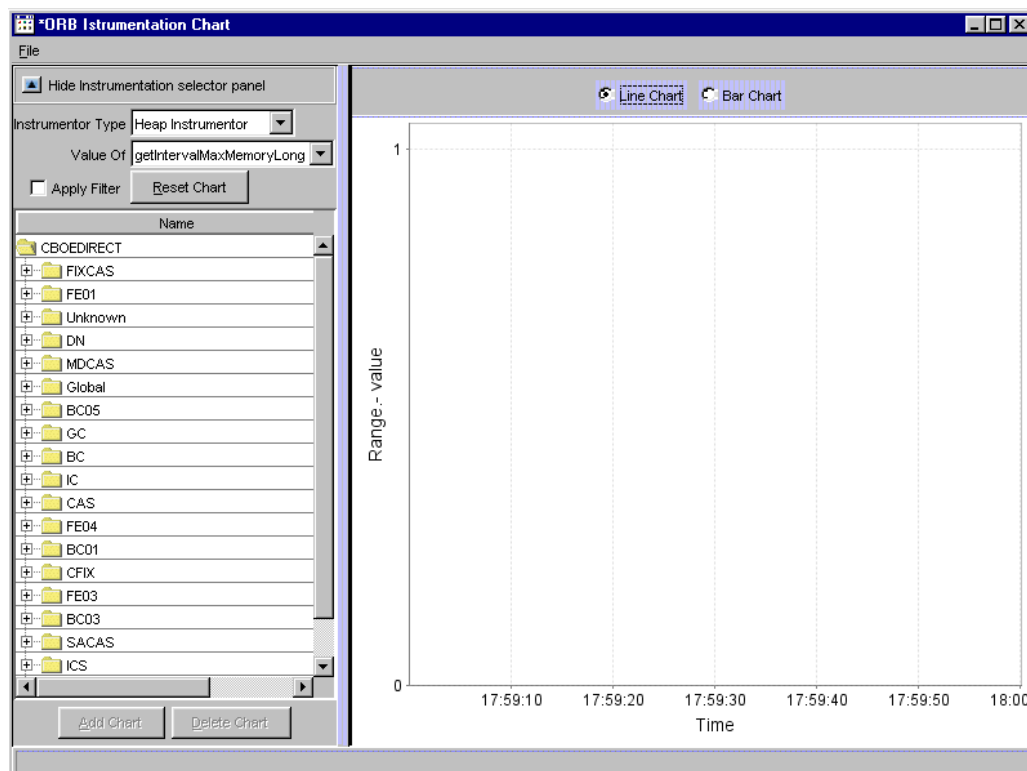 *ORB Istrumentation Chart
File
Hide Instrumentation selector panel
Instrumentor Type Heap Instrumentor
Value Of getIntervalMaxMemoryLong
Apply Filter Reset Chart
Name
CBOEDIRECT
FIXCAS
FE01
Unknown
DN
MDCAS
Global
BC05
GC
BC
IC
CAS
FE04
BC01
CFIX
FE03
BC03
SACAS
ICS
Add Chart Delete Chart
Line Chart Bar Chart
1
Range.- value
0
17:59:10 17:59:20 17:59:30 17:59:40 17:59:50 18:00
Time